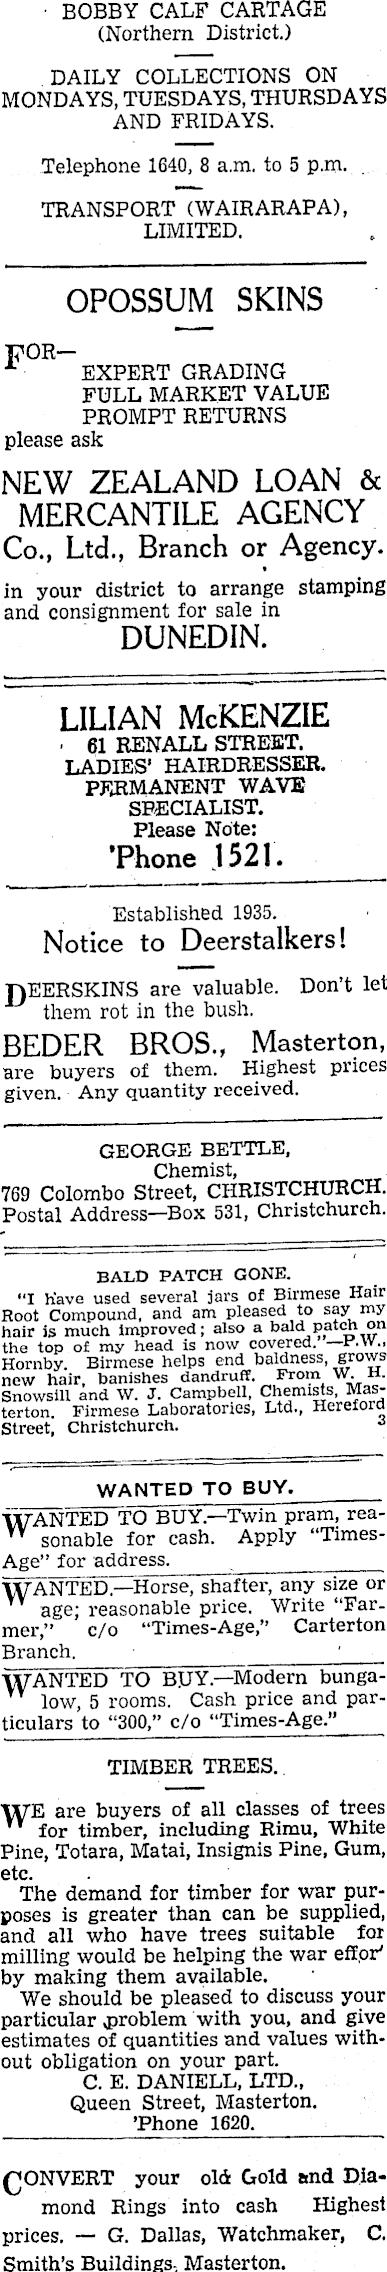 BOBBY CALF CARTAGE
(Northern District.)
DAILY COLLECTIONS ON
MONDAYS, TUESDAYS, THURSDAYS
AND FRIDAYS.
Telephone 1640, 8 a.m. to 5 p.m.
TRANSPORT (WAIRARAPA),
LIMITED.
OPOSSUM SKINS
FOR—
EXPERT GRADING
FULL MARKET VALUE
PROMPT RETURNS
please ask
NEW ZEALAND LOAN &
MERCANTILE AGENCY
Co., Ltd., Branch or Agency.
in your district to arrange stamping
and consignment for sale in
DUNEDIN.
LILIAN McKENZIE
61 RENALL STREET.
LADIES' HAIRDRESSER.
PERMANENT WAVE
SPECIALIST.
Please Note:
'Phone 1521.
Established 1935.
Notice to Deerstalkers!
DEERSKINS are valuable. Don't let
them rot in the bush.
BEDER BROS., Masterton,
are buyers of them. Highest prices
given. Any quantity received.
GEORGE BETTLE,
Chemist,
769 Colombo Street, CHRISTCHURCH.
Postal Address—Box 531, Christchurch.
BALD PATCH GONE.
"I have used several jars of Birmese Hair
Root Compound, and am pleased to say my
hair is much improved; also a bald patch on
the top of my head is now covered."—P.W.,
Hornby. Birmese helps end baldness, grows
new hair, banishes dandruff. From W. H.
Snowsill and W. J. Campbell, Chemists, Mas-
terton. Firmese Laboratories, Ltd., Hereford
Street, Christchurch. 3
WANTED TO BUY.
WANTED TO BUY.—Twin pram, rea-
sonable for cash. Apply "Times-
Age" for address.
WANTED.—Horse, shafter, any size or
age; reasonable price. Write "Far-
mer," c/o "Times-Age," Carterton
Branch.
WANTED TO BUY.—Modern bunga-
low, 5 rooms. Cash price and par-
ticulars to "300," c/o "Times-Age."
TIMBER TREES.
WE are buyers of all classes of trees
for timber, including Rimu, White
Pine, Totara, Matai, Insignis Pine, Gum,
etc.
The demand for timber for war pur-
poses is greater than can be supplied,
and all who have trees suitable for
milling would be helping the war effor'
by making them available.
We should be pleased to discuss your
particular problem with you, and give
estimates of quantities and values with-
out obligation on your part.
C. E. DANIELL, LTD.,
Queen Street, Masterton.
'Phone 1620.
CONVERT your old Gold and Dia-
mond Rings into cash Highest
prices. — G. Dallas, Watchmaker, C.
Smith's Buildings, Masterton.